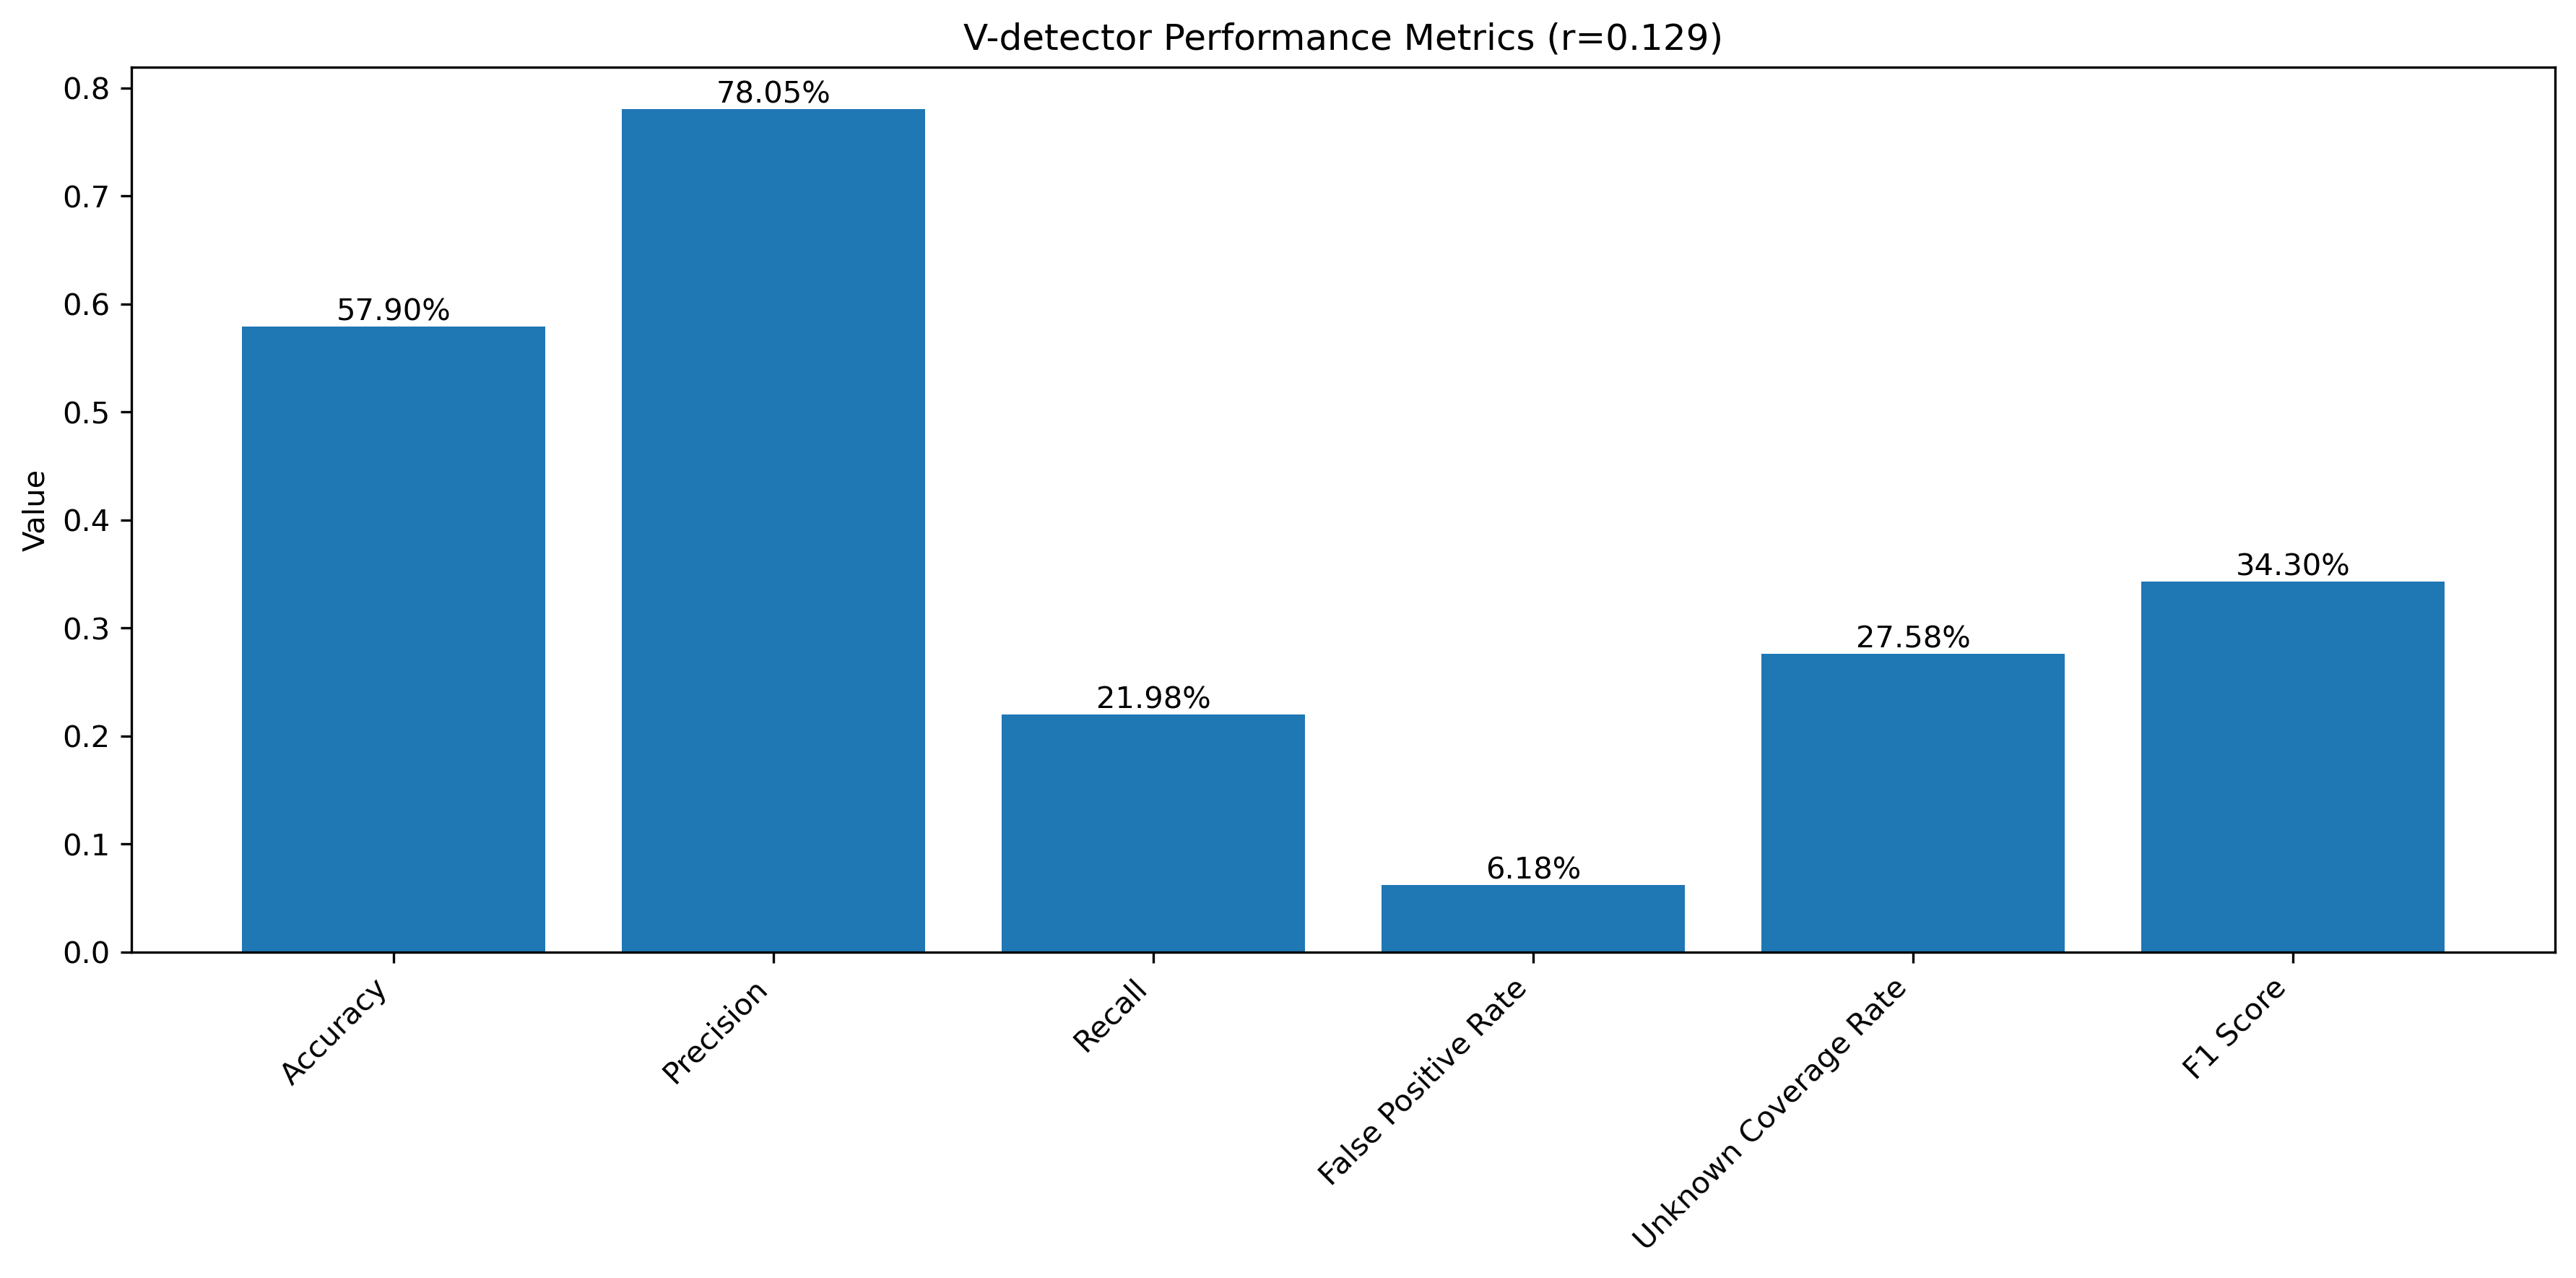 V-detector Performance Metrics (r=0.129)
Value
0.8
0.7
0.6
0.5
0.4
0.3
0.2
0.1
0.0
57.90%
78.05%
21.98%
6.18%
27.58%
34.30%
Accuracy
Precision
Recall
False Positive Rate
Unknown Coverage Rate
F1 Score